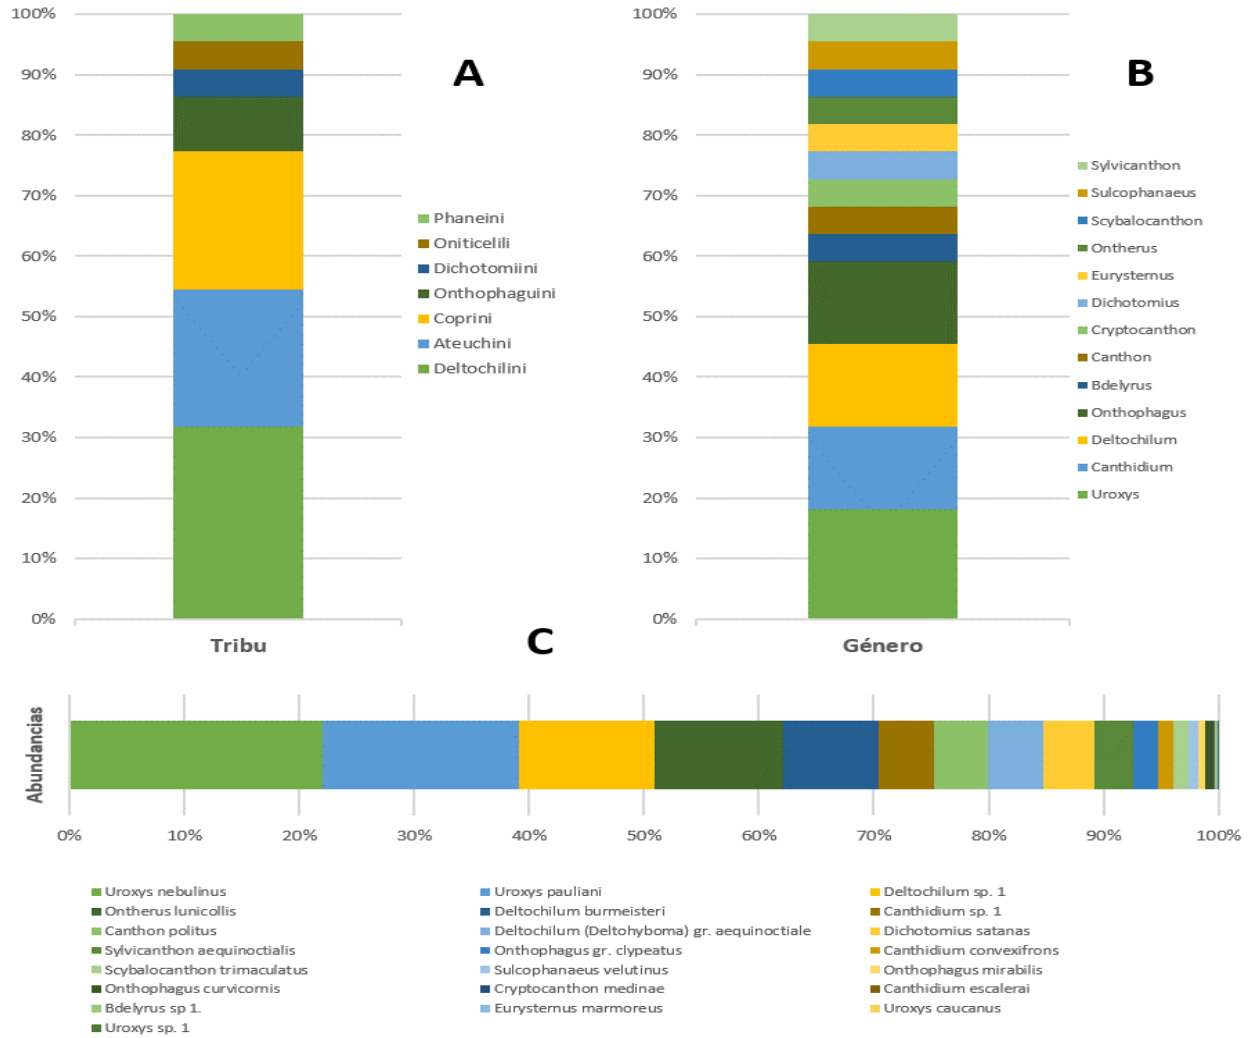 100%
90%
80%
70%
60%
50%
40%
30%
20%
10%
0%
A
Phaneini
Oniticelili
Dichotomiini
Onthophaguini
Coprini
Ateuchini
Deltochilini
Tribu
100%
90%
80%
70%
60%
50%
40%
30%
20%
10%
0%
B
Sylvicanthon
Sulcophanaeus
Scybalocanthon
Ontherus
Eurysternus
Dichotomius
Cryptocanthon
Canthon
Bdelyrus
Onthophagus
Deltochilum
Canthidium
Uroxys
Género
C
Abundancias
0% 10% 20% 30% 40% 50% 60% 70% 80% 90% 100%
Uroxys nebulinus Uroxys pauliani Deltochilum sp. 1
Ontherus lunicollis Deltochilum burmeisteri Canthidium sp. 1
Canthon politus Deltochilum (Deltohyboma) gr. aequinoctiale Dichotomius satanas
Sylvicanthon aequinoctialis Onthophagus gr. clypeatus Canthidium convexifrons
Scybalocanthon trimaculatus Sulcophanaeus velutinus Onthophagus mirabilis
Onthophagus curvicornis Cryptocanthon medinae Canthidium escalerai
Bdelyrus sp 1. Eurysternus marmoreus Uroxys caucanus
Uroxys sp. 1